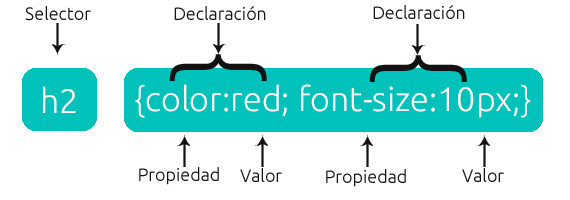 Selector Declaración Declaración
h2 {color:red; font-size:10px;}
Propiedad Valor Propiedad Valor